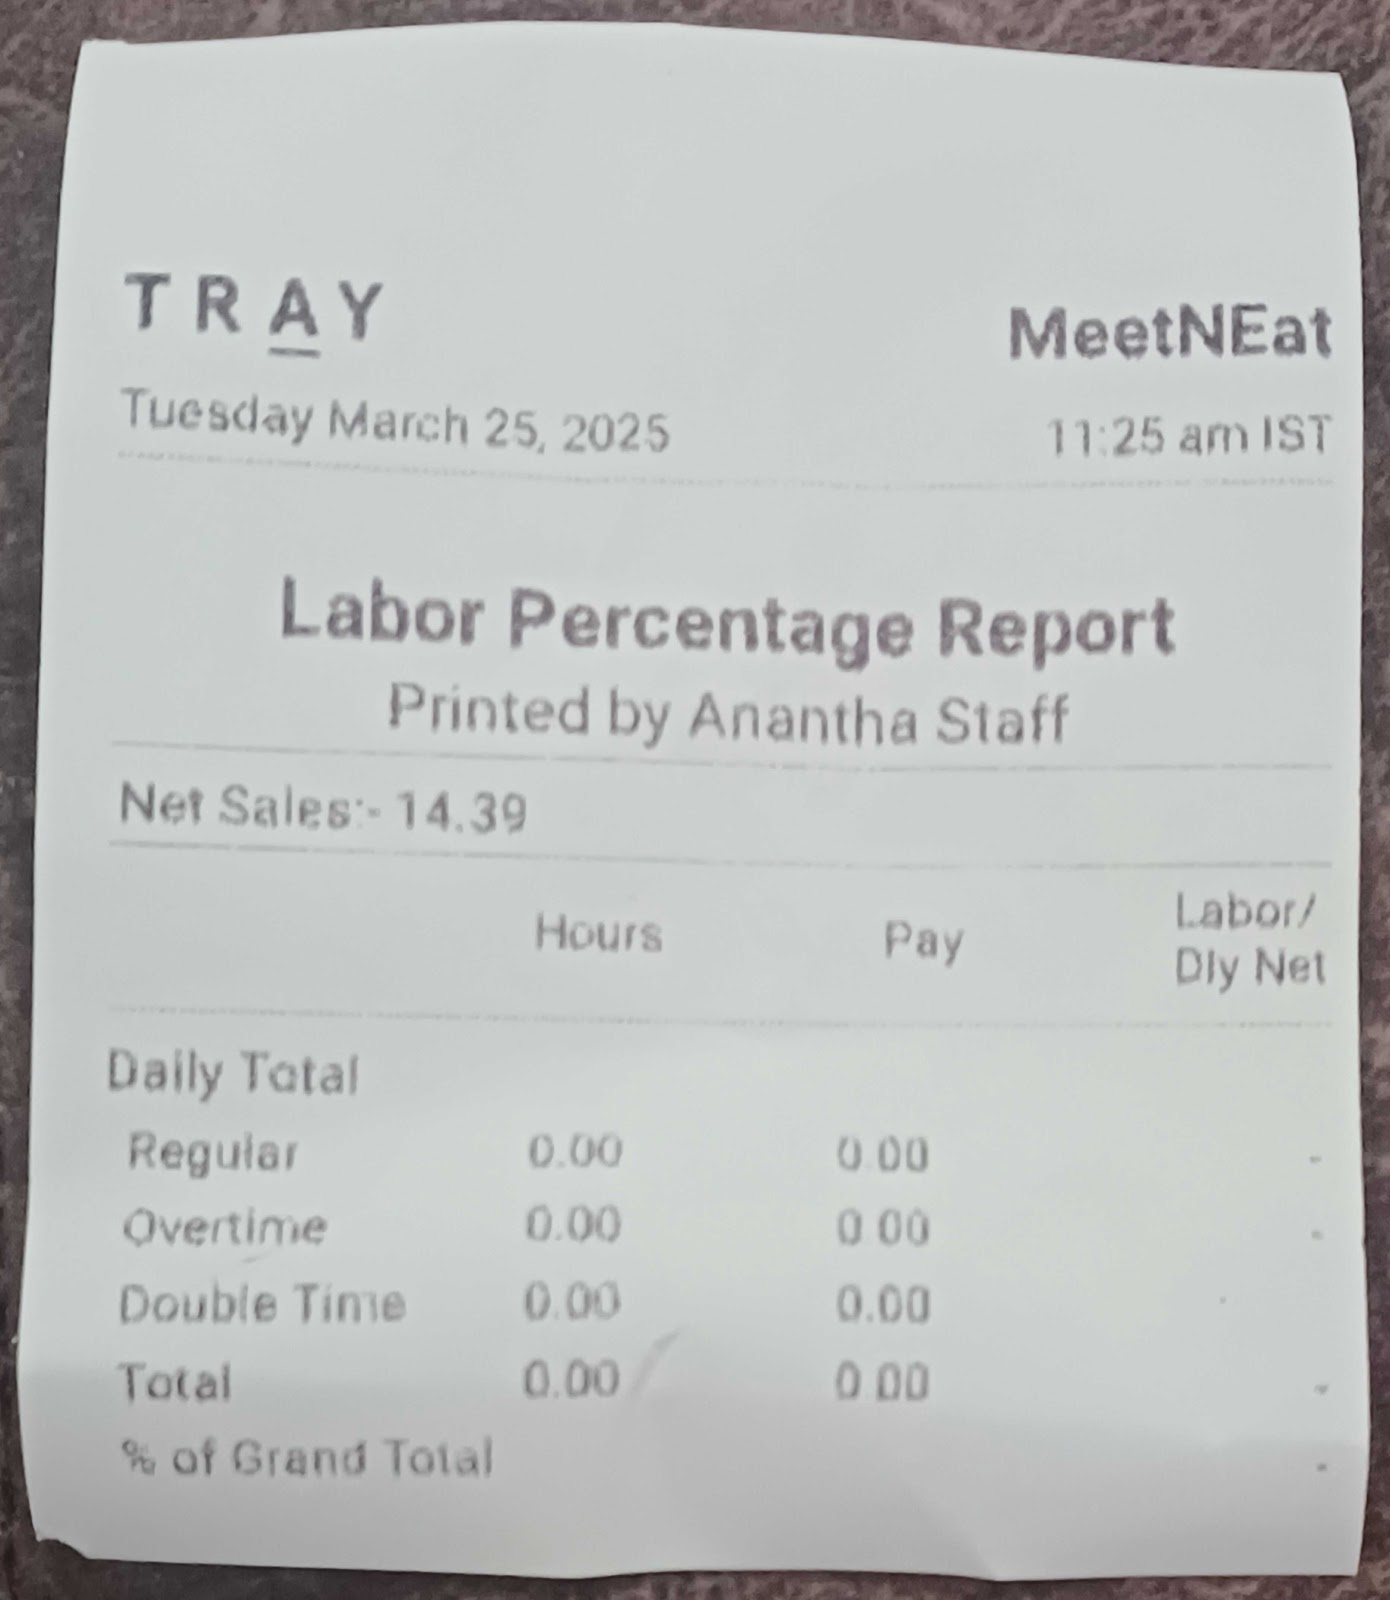 TRAY MeetNEat
Tuesday March 25, 2025 11:25 am IST
Labor Percentage Report
Printed by Anantha Staff
Net Sales:- 14.39
Hours Pay Labor/
Dly Net
Daily Total
Regular 0.00 0.00 -
Overtime 0.00 0.00 -
Double Time 0.00 0.00
Total 0.00 0.00 -
% of Grand Total -